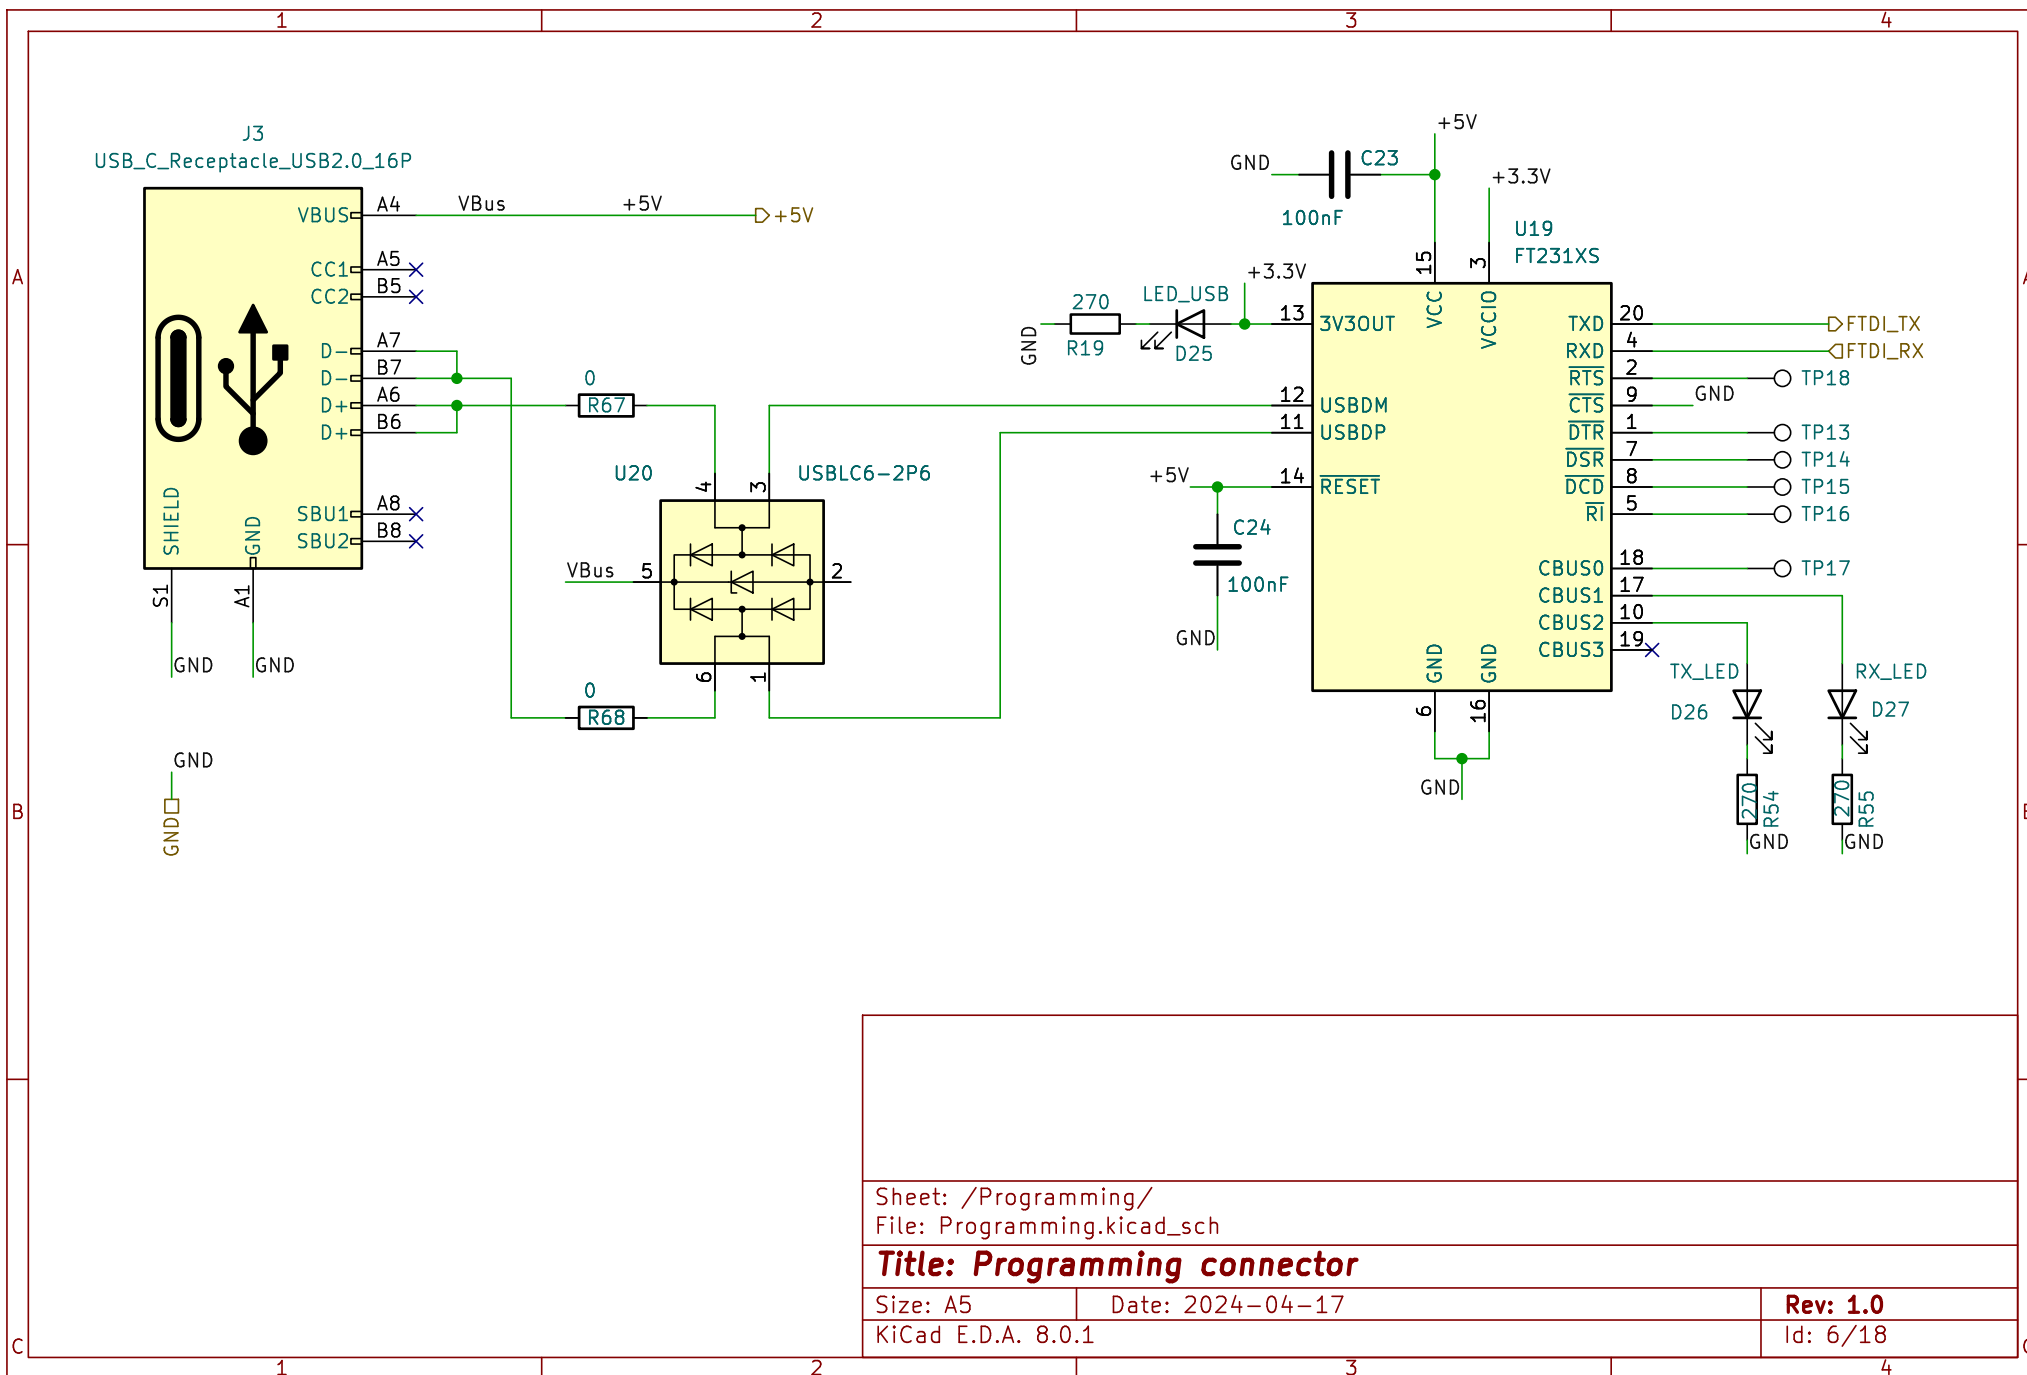 1 2 3 4
A
B
C
A
J3
USB_C_Receptacle_USB2.0_16P
VBUS A4
CC1 A5
CC2 B5
D- A7
D- B7
D+ A6
D+ B6
SBU1 A8
SBU2 B8
SHIELD
GND
S1
A1
GND
GND
GND
GND
VBus +5V +5V
0
R67
U20 USBLC6-2P6
4 3
VBus 5 2
6 1
0
R68
+5V
GND C23
100nF
+3.3V
U19
FT231XS
15 3
VCC VCCIO
+3.3V
270 LED_USB
GND
R19 D25
13 3V3OUT
12 USBDM
11 USBDP
+5V 14 RESET
C24
100nF
GND
TXD 20 FTDI_TX
RXD 4 FTDI_RX
RTS 2 TP18
CTS 9 GND
DTR 1 TP13
DSR 7 TP14
DCD 8 TP15
RI 5 TP16
CBUS0 18 TP17
CBUS1 17
CBUS2 10
CBUS3 19
GND GND
6 16
GND
TX_LED RX_LED
D26 D27
270 R54
270 R55
GND GND
Sheet: /Programming/
File: Programming.kicad_sch
Title: Programming connector
Size: A5 Date: 2024-04-17 Rev: 1.0
KiCad E.D.A. 8.0.1 Id: 6/18
1 2 3 4